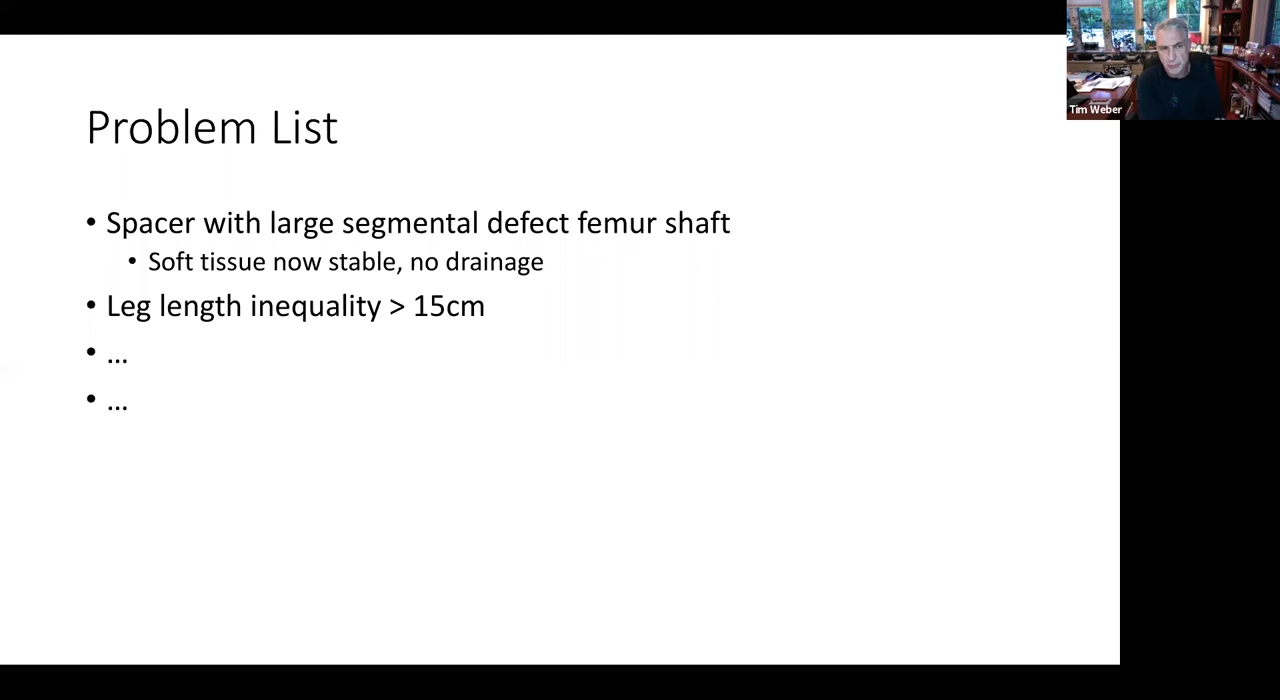 Problem List
• Spacer with large segmental defect femur shaft
• Soft tissue now stable, no drainage
• Leg length inequality > 15cm
• ...
• ...
Tim Weber